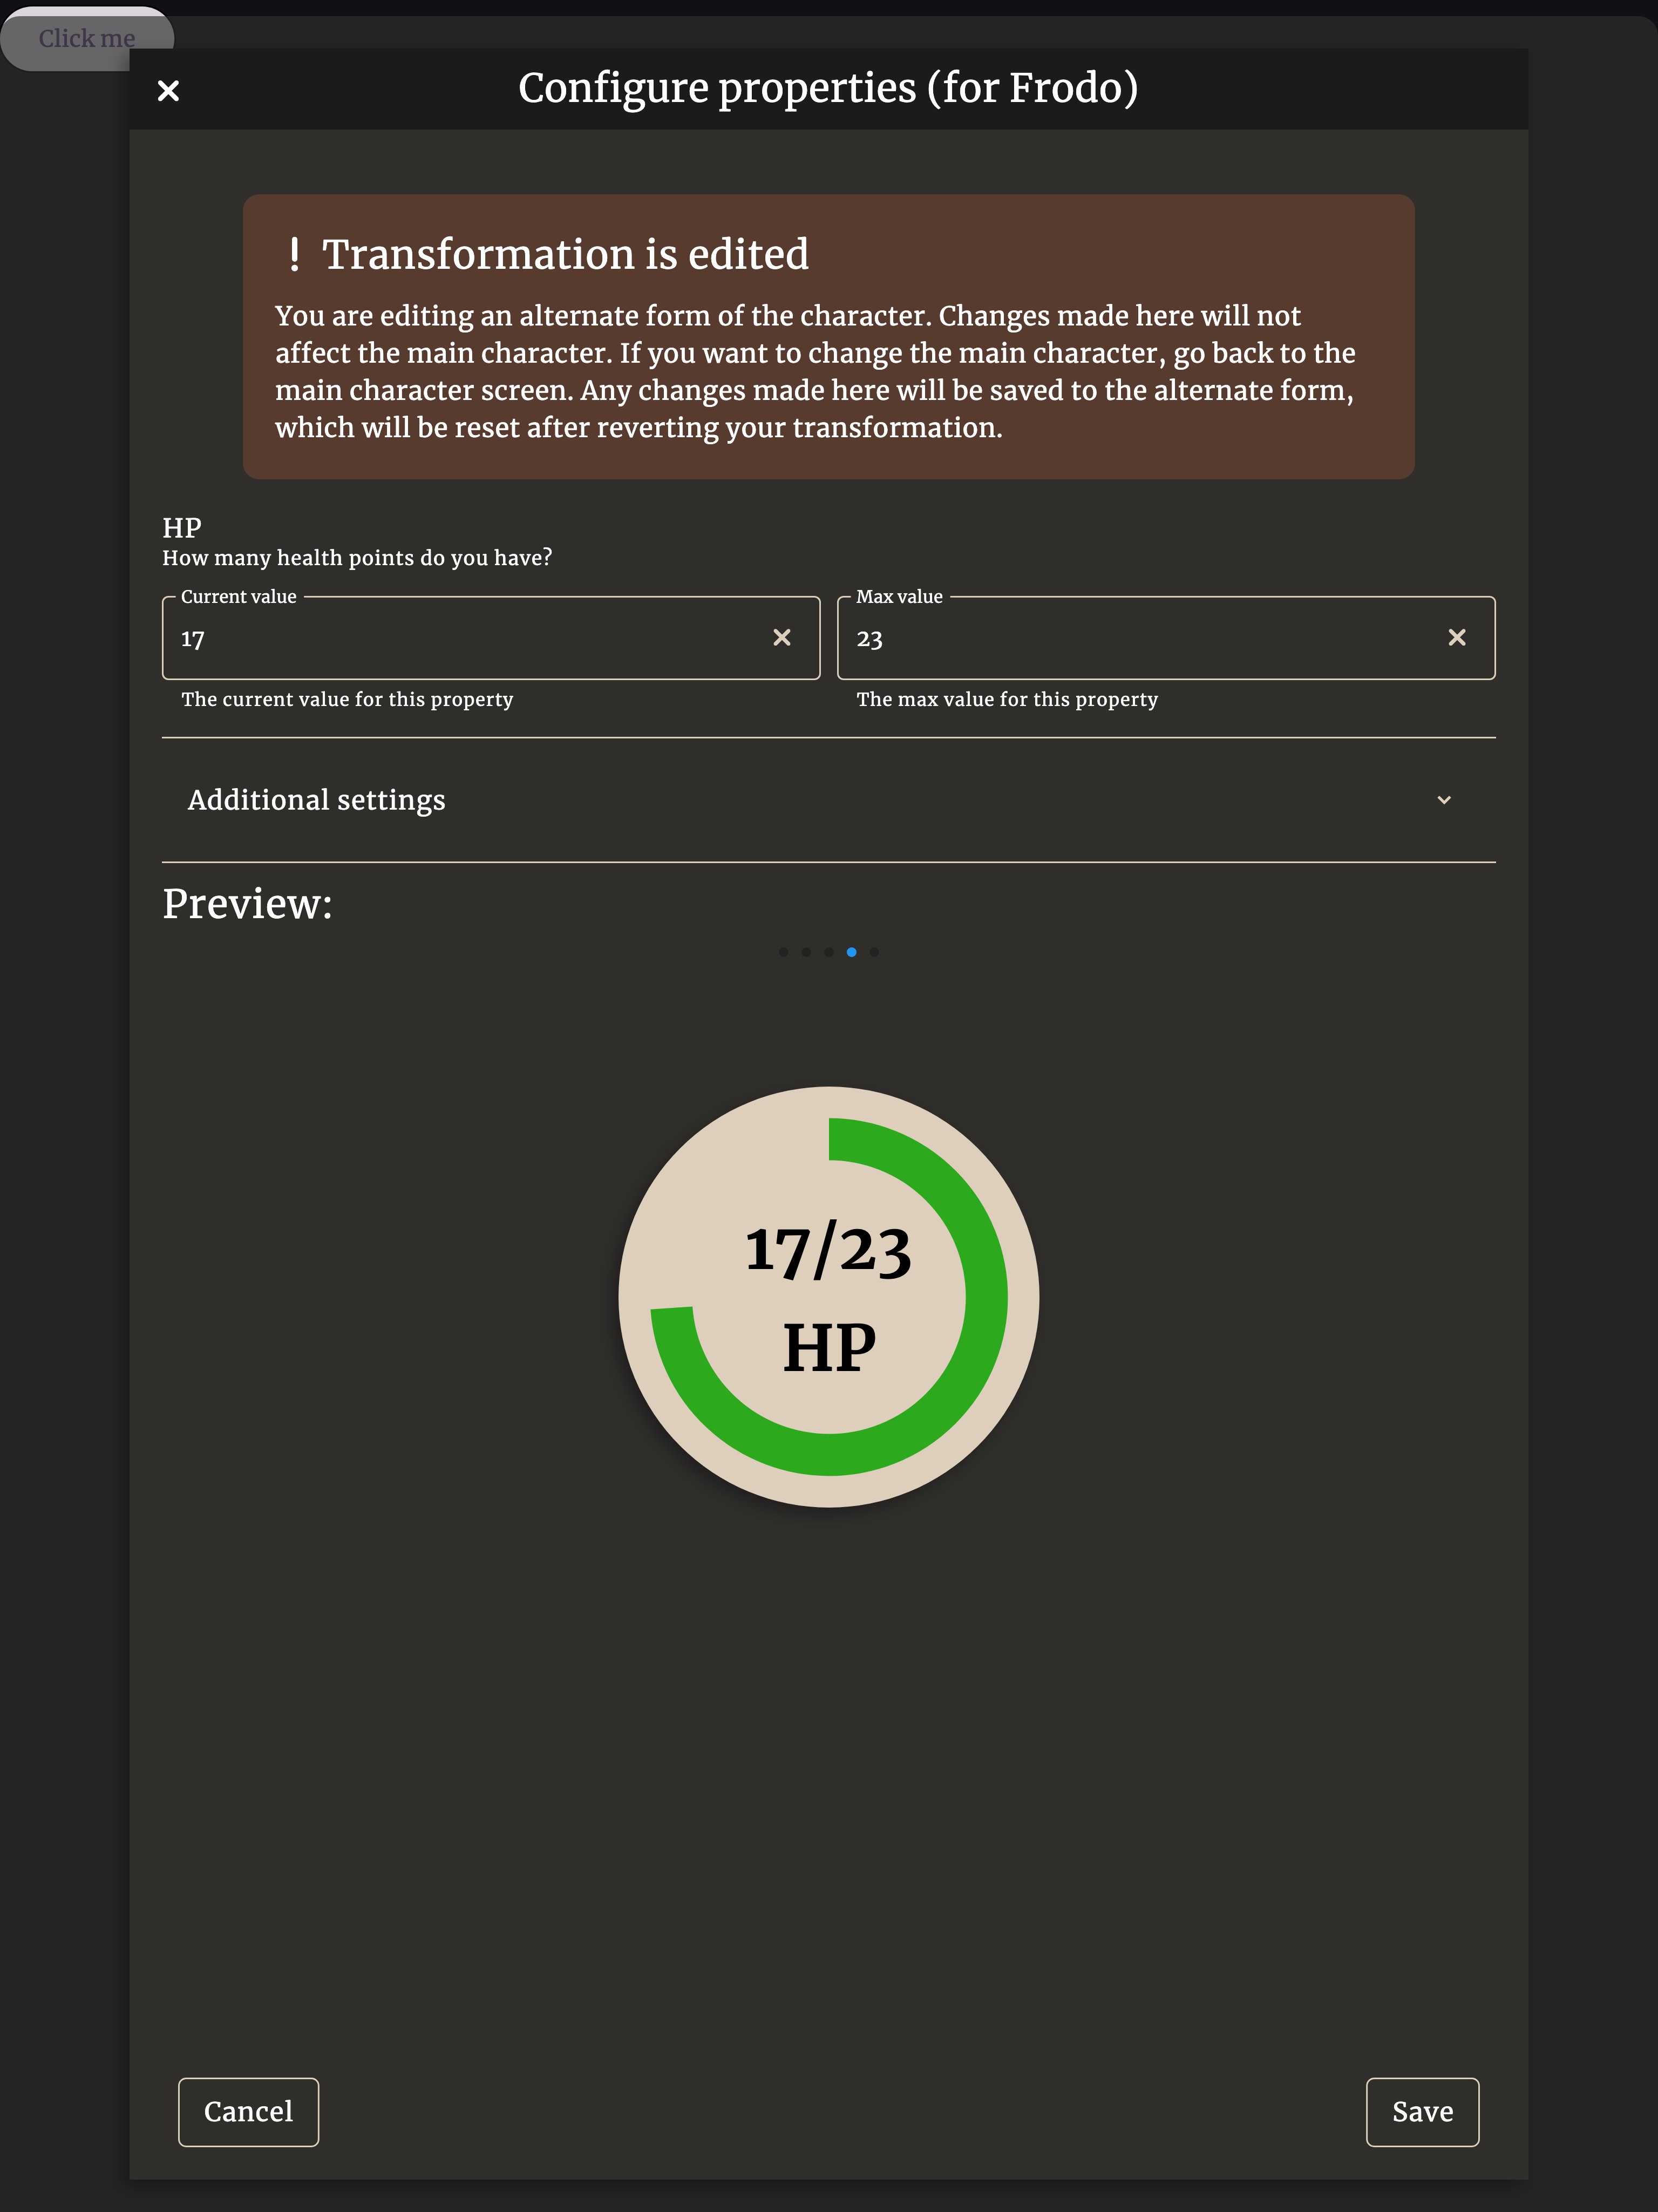 Click me
Configure properties (for Frodo)
! Transformation is edited
You are editing an alternate form of the character. Changes made here will not
affect the main character. If you want to change the main character, go back to the
main character screen. Any changes made here will be saved to the alternate form,
which will be reset after reverting your transformation.
HP
How many health points do you have?
Current value
17
The current value for this property
Max value
23
The max value for this property
Additional settings
Preview:
17/23
HP
Cancel
Save